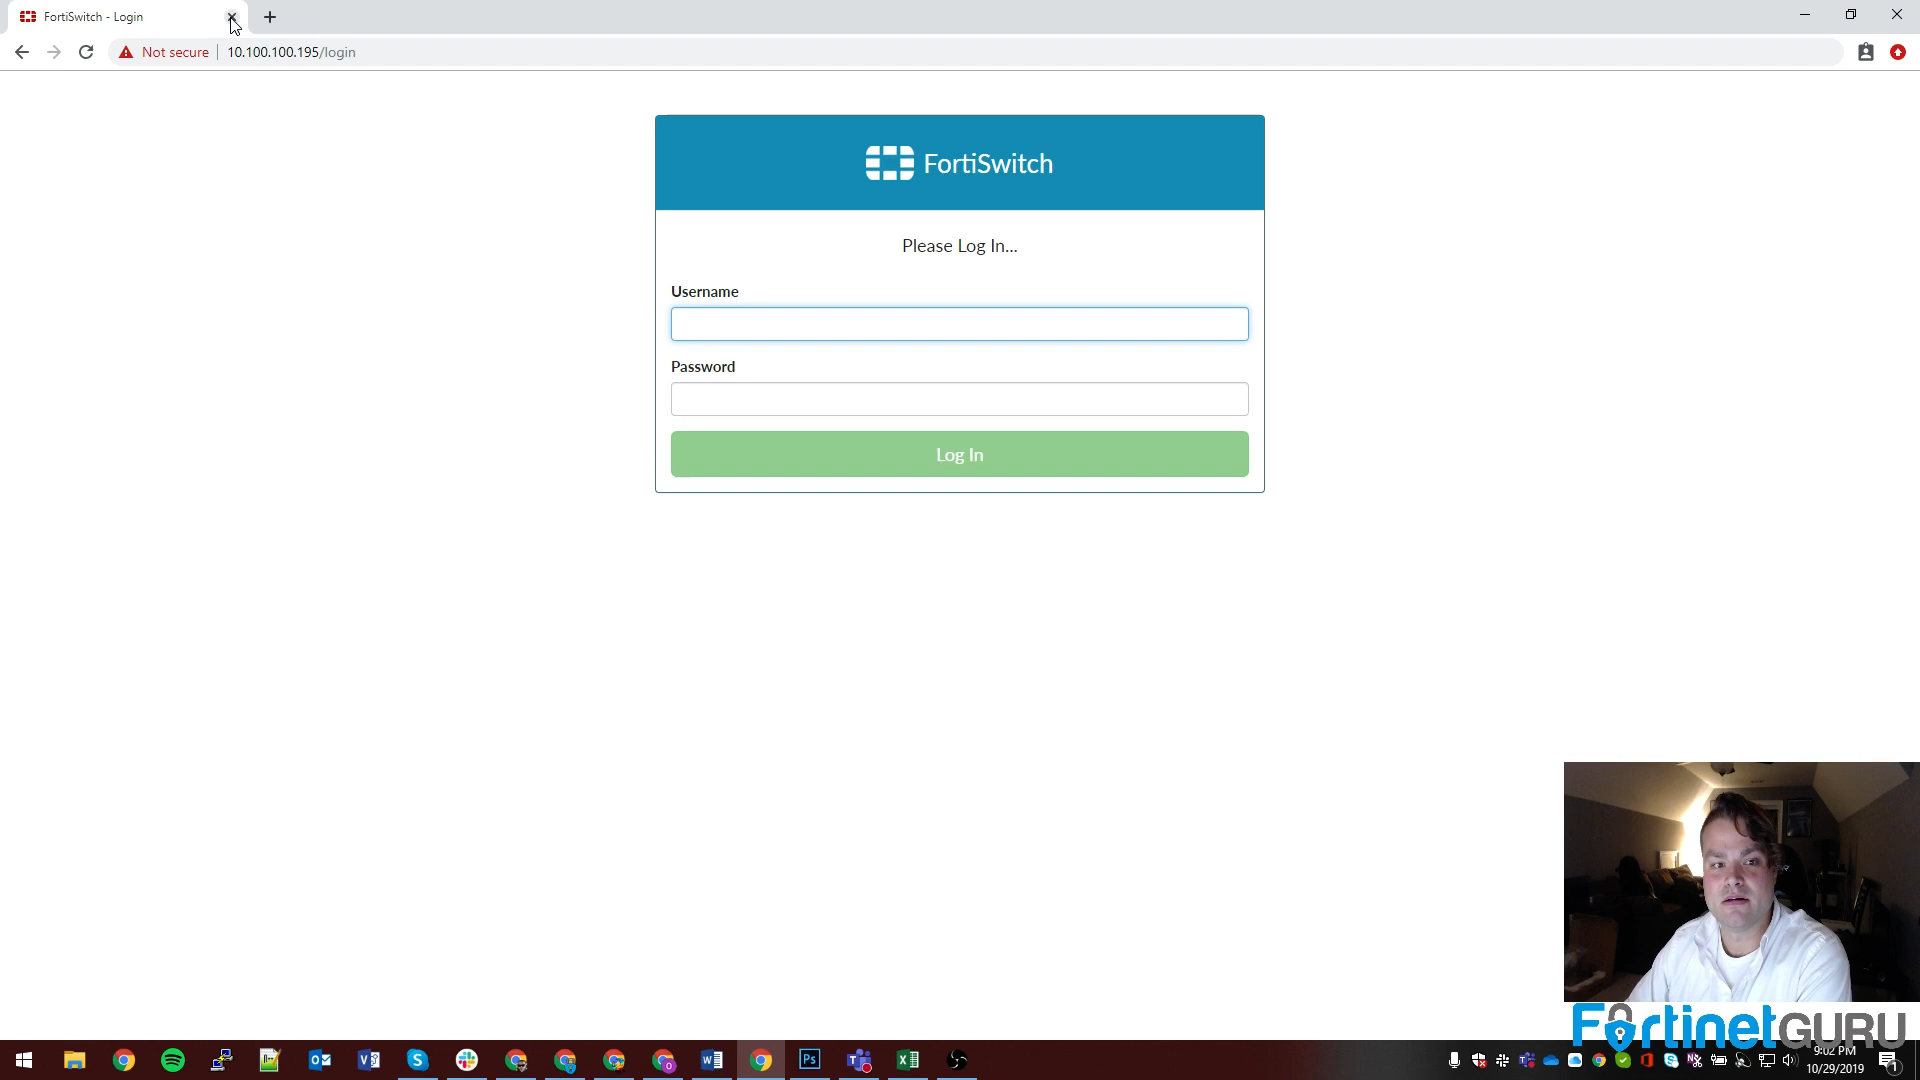 FortiSwitch - Login
Not secure
10.100.100.195/login
FortiSwitch
Please Log In...
Username
Password
Log In
FortinetGURU
9:02 PM
10/29/2019